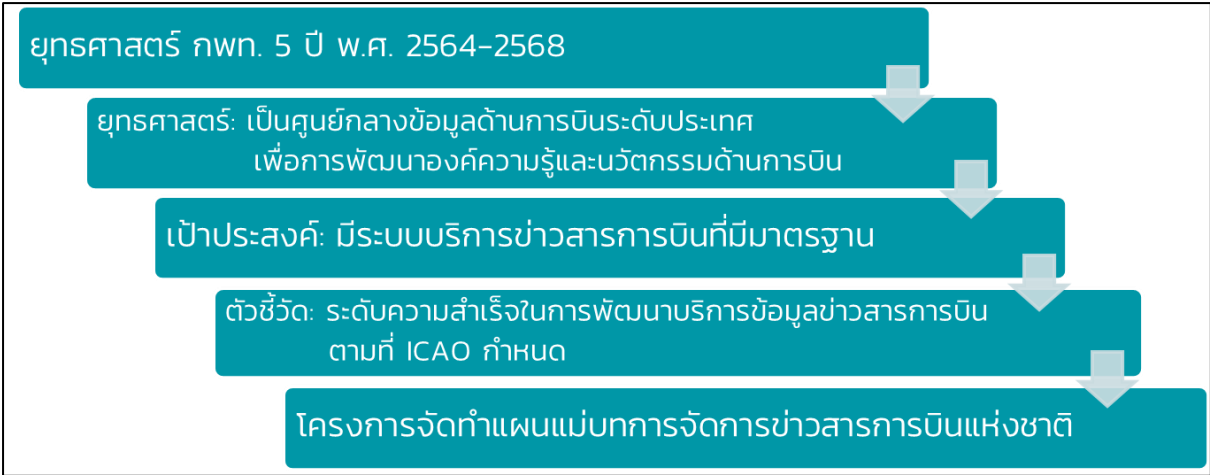 ยุทธศาสตร์ กพท. 5 ปี พ.ศ. 2564-2568
ยุทธศาสตร์: เป็นศูนย์กลางข้อมูลด้านการบินระดับประเทศ
เพื่อการพัฒนาองค์ความรู้และนวัตกรรมด้านการบิน
เป้าประสงค์: มีระบบบริการข่าวสารการบินที่มีมาตรฐาน
ตัวชี้วัด: ระดับความสำเร็จในการพัฒนาบริการข้อมูลข่าวสารการบิน
ตามที่ ICAO กำหนด
โครงการจัดทำแผนแม่บทการจัดการข่าวสารการบินแห่งชาติ